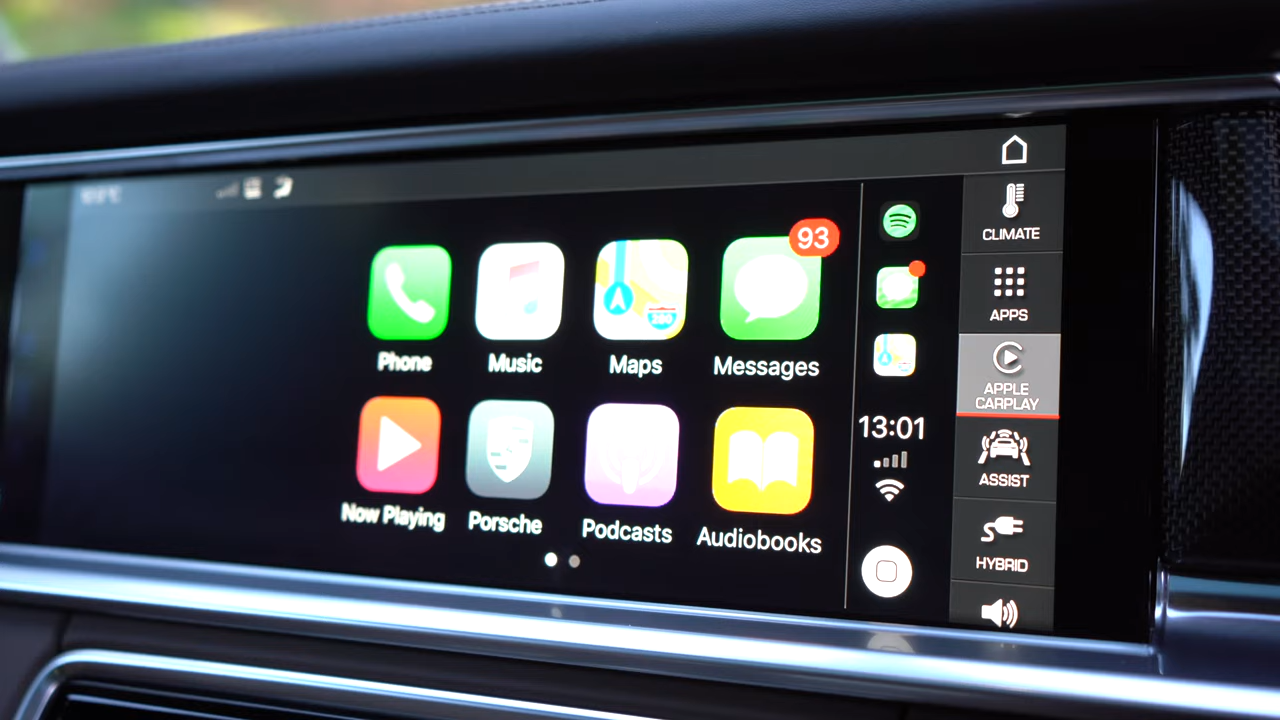 93
Phone
Music
Maps
Messages
Now Playing
Porsche
Podcasts
Audiobooks
13:01
CLIMATE
APPS
APPLE
CARPLAY
ASSIST
HYBRID